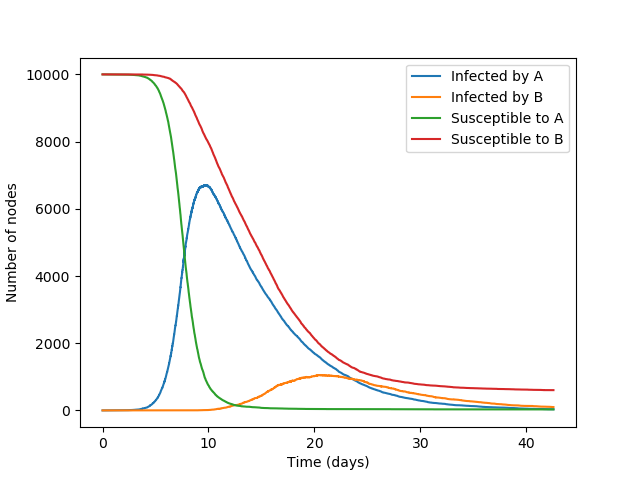 Infected by A
Infected by B
Susceptible to A
Susceptible to B
10000
8000
6000
4000
2000
0
Number of nodes
0 10 20 30 40
Time (days)